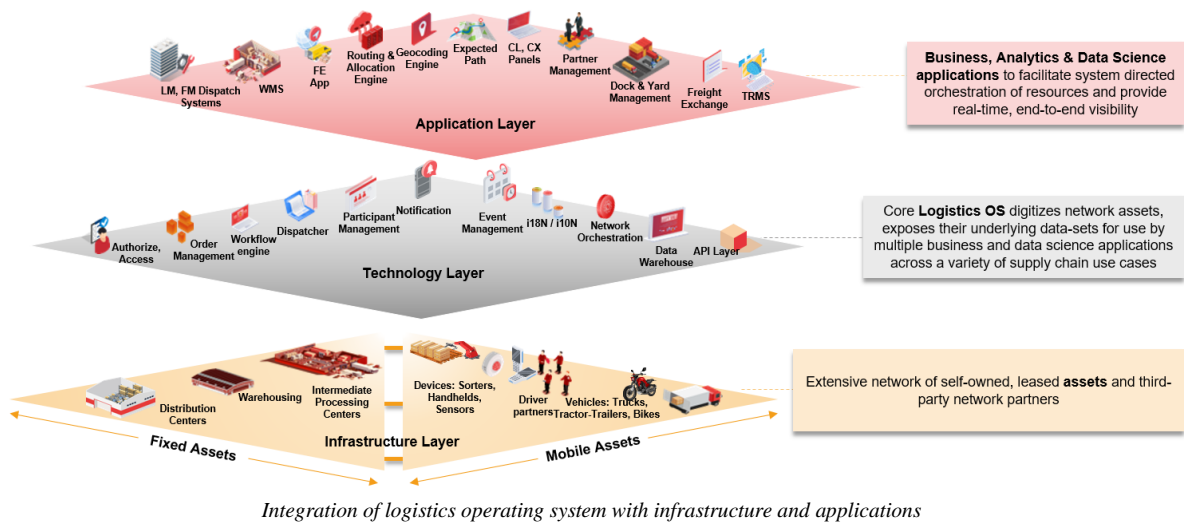 LM, FM Dispatch
Systems
WMS
FE
App
Routing &
Allocation
Engine
Geocoding
Engine
Expected
Path
CL, CX
Panels
Partner
Management
Dock & Yard
Management
Freight
Exchange
TRMS
Application Layer
Business, Analytics & Data Science
applications to facilitate system directed
orchestration of resources and provide
real-time, end-to-end visibility
Authorize,
Access
Order
Management
Workflow
engine
Dispatcher
Participant
Management
Notification
Event
Management
i18N / i10N
Network
Orchestration
Data
Warehouse
API Layer
Technology Layer
Core Logistics OS digitizes network assets,
exposes their underlying data-sets for use by
multiple business and data science applications
across a variety of supply chain use cases
Distribution
Centers
Warehousing
Intermediate
Processing
Centers
Devices: Sorters,
Handhelds,
Sensors
Driver
partners
Vehicles: Trucks,
Tractor-Trailers, Bikes
Infrastructure Layer
Fixed Assets
Mobile Assets
Extensive network of self-owned, leased assets and third-
party network partners
Integration of logistics operating system with infrastructure and applications